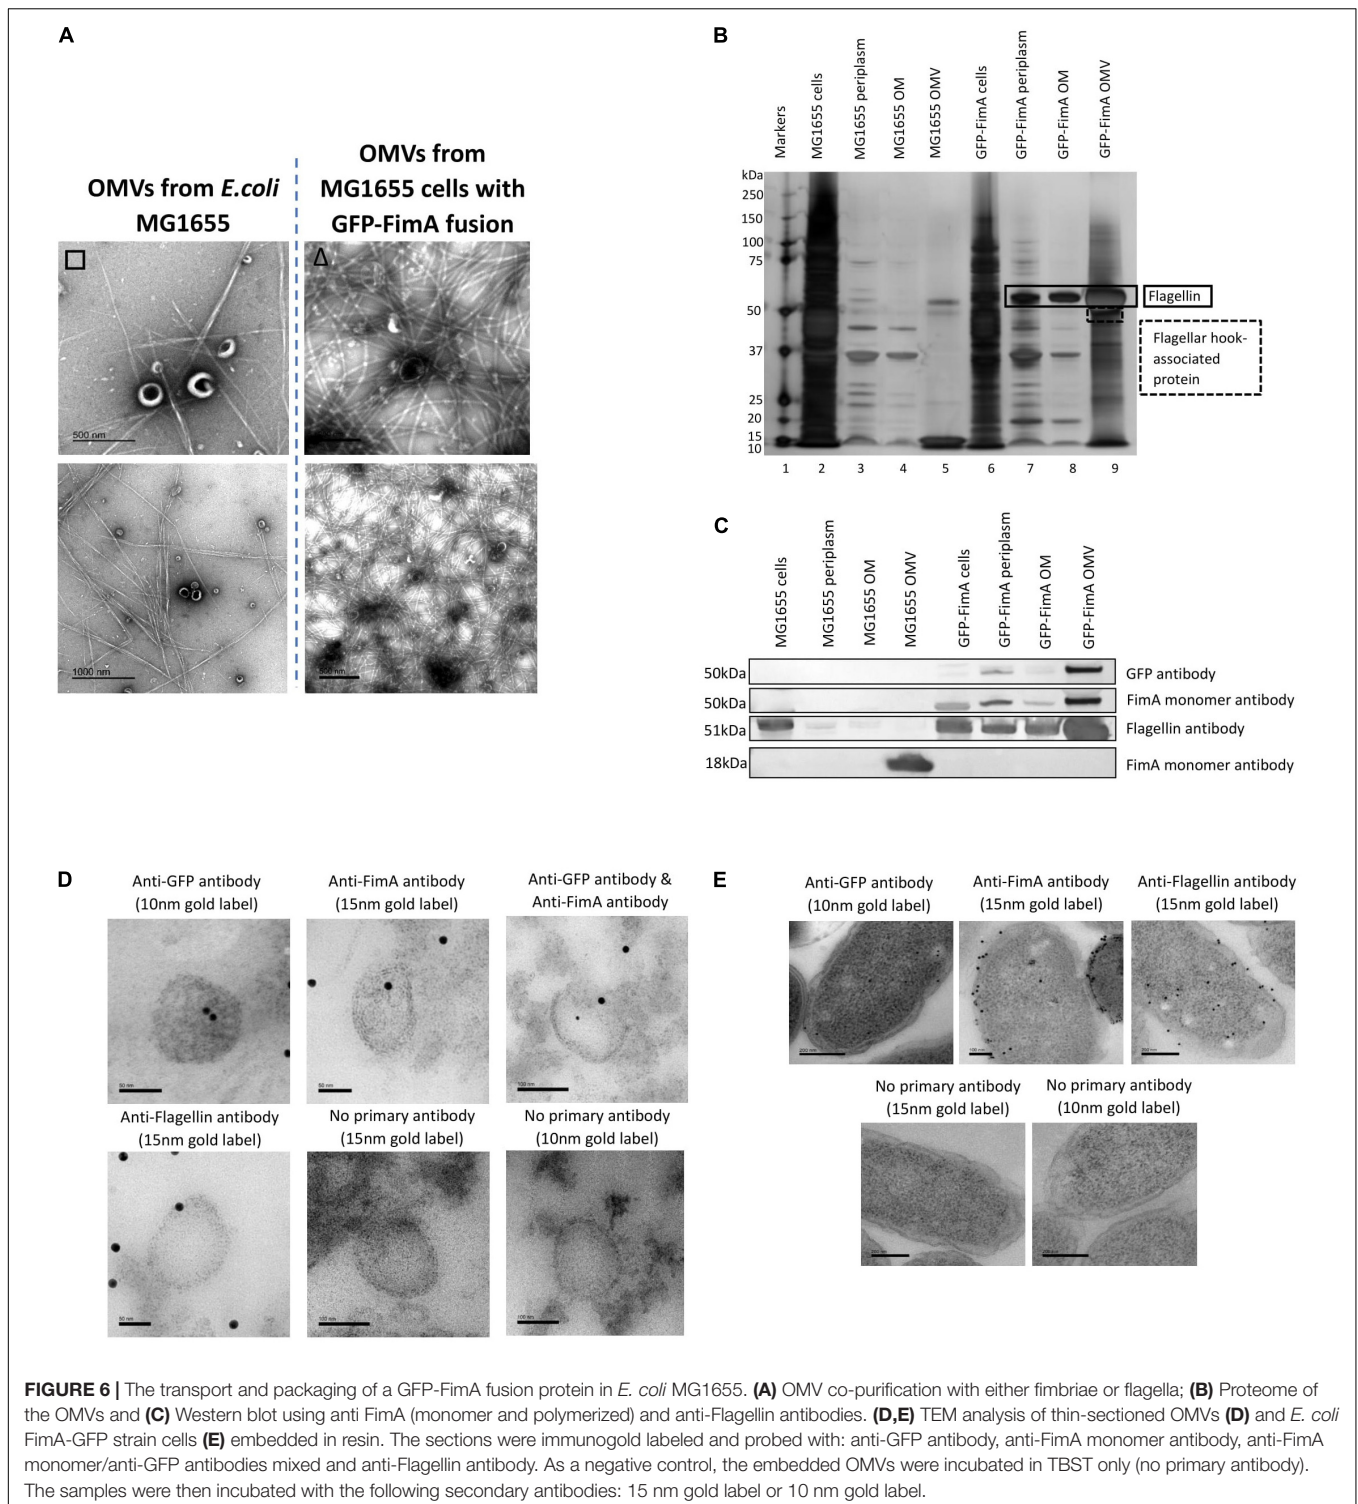 A
OMVs from E.coli
MG1655
OMVs from
MG1655 cells with
GFP-FimA fusion
500 nm
1000 nm
B
Markers
MG1655 cells
MG1655 periplasm
MG1655 OM
MG1655 OMV
GFP-FimA cells
GFP-FimA periplasm
GFP-FimA OM
GFP-FimA OMV
kDa
250
150
100
75
50
37
25
20
15
10
1 2 3 4 5 6 7 8 9
Flagellin
Flagellar hook-
associated
protein
C
MG1655 cells
MG1655 periplasm
MG1655 OM
MG1655 OMV
GFP-FimA cells
GFP-FimA periplasm
GFP-FimA OM
GFP-FimA OMV
50kDa GFP antibody
50kDa FimA monomer antibody
51kDa Flagellin antibody
18kDa FimA monomer antibody
D
Anti-GFP antibody
(10nm gold label)
Anti-FimA antibody
(15nm gold label)
Anti-GFP antibody &
Anti-FimA antibody
50 nm
50 nm
100 nm
Anti-Flagellin antibody
(15nm gold label)
No primary antibody
(15nm gold label)
No primary antibody
(10nm gold label)
50 nm
100 nm
100 nm
E
Anti-GFP antibody
(10nm gold label)
Anti-FimA antibody
(15nm gold label)
Anti-Flagellin antibody
(15nm gold label)
No primary antibody
(15nm gold label)
No primary antibody
(10nm gold label)
FIGURE 6 | The transport and packaging of a GFP-FimA fusion protein in E. coli MG1655. (A) OMV co-purification with either fimbriae or flagella; (B) Proteome of
the OMVs and (C) Western blot using anti FimA (monomer and polymerized) and anti-Flagellin antibodies. (D,E) TEM analysis of thin-sectioned OMVs (D) and E. coli
FimA-GFP strain cells (E) embedded in resin. The sections were immunogold labeled and probed with: anti-GFP antibody, anti-FimA monomer antibody, anti-FimA
monomer/anti-GFP antibodies mixed and anti-Flagellin antibody. As a negative control, the embedded OMVs were incubated in TBST only (no primary antibody).
The samples were then incubated with the following secondary antibodies: 15 nm gold label or 10 nm gold label.